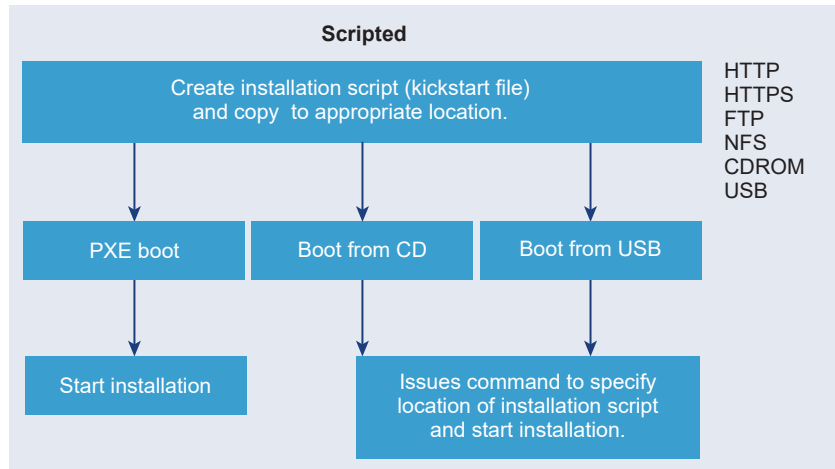 Scripted
Create installation script (kickstart file)
and copy to appropriate location.
HTTP
HTTPS
FTP
NFS
CDROM
USB
PXE boot
Boot from CD
Boot from USB
Start installation
Issues command to specify
location of installation script
and start installation.